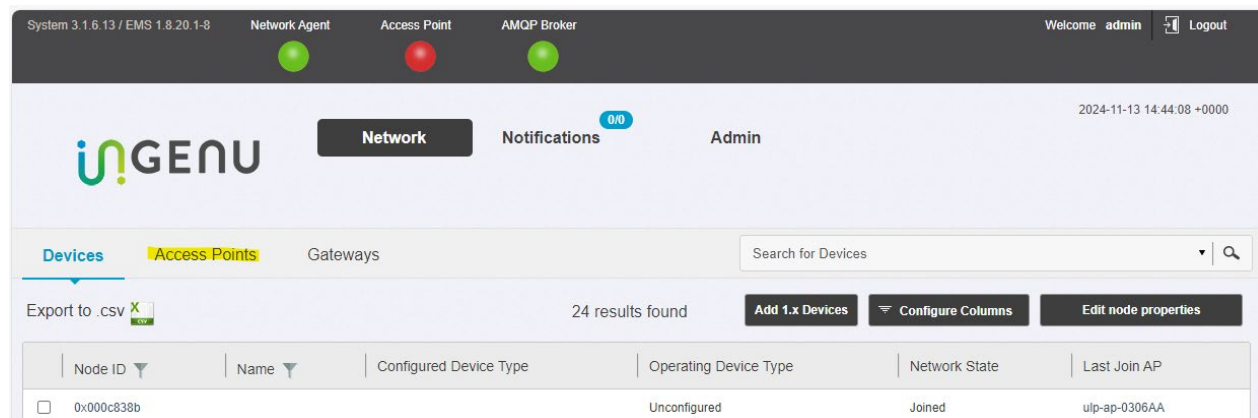 System 3.1.6.13 / EMS 1.8.20.1-8 Network Agent Access Point AMQP Broker Welcome admin Logout
2024-11-13 14:44:08 +0000
INGENU Network Notifications 0/0 Admin
Devices Access Points Gateways Search for Devices
Export to .csv X CSV 24 results found Add 1.x Devices Configure Columns Edit node properties
Node ID Name Configured Device Type Operating Device Type Network State Last Join AP
0x000c838b Unconfigured Joined ulp-ap-0306AA